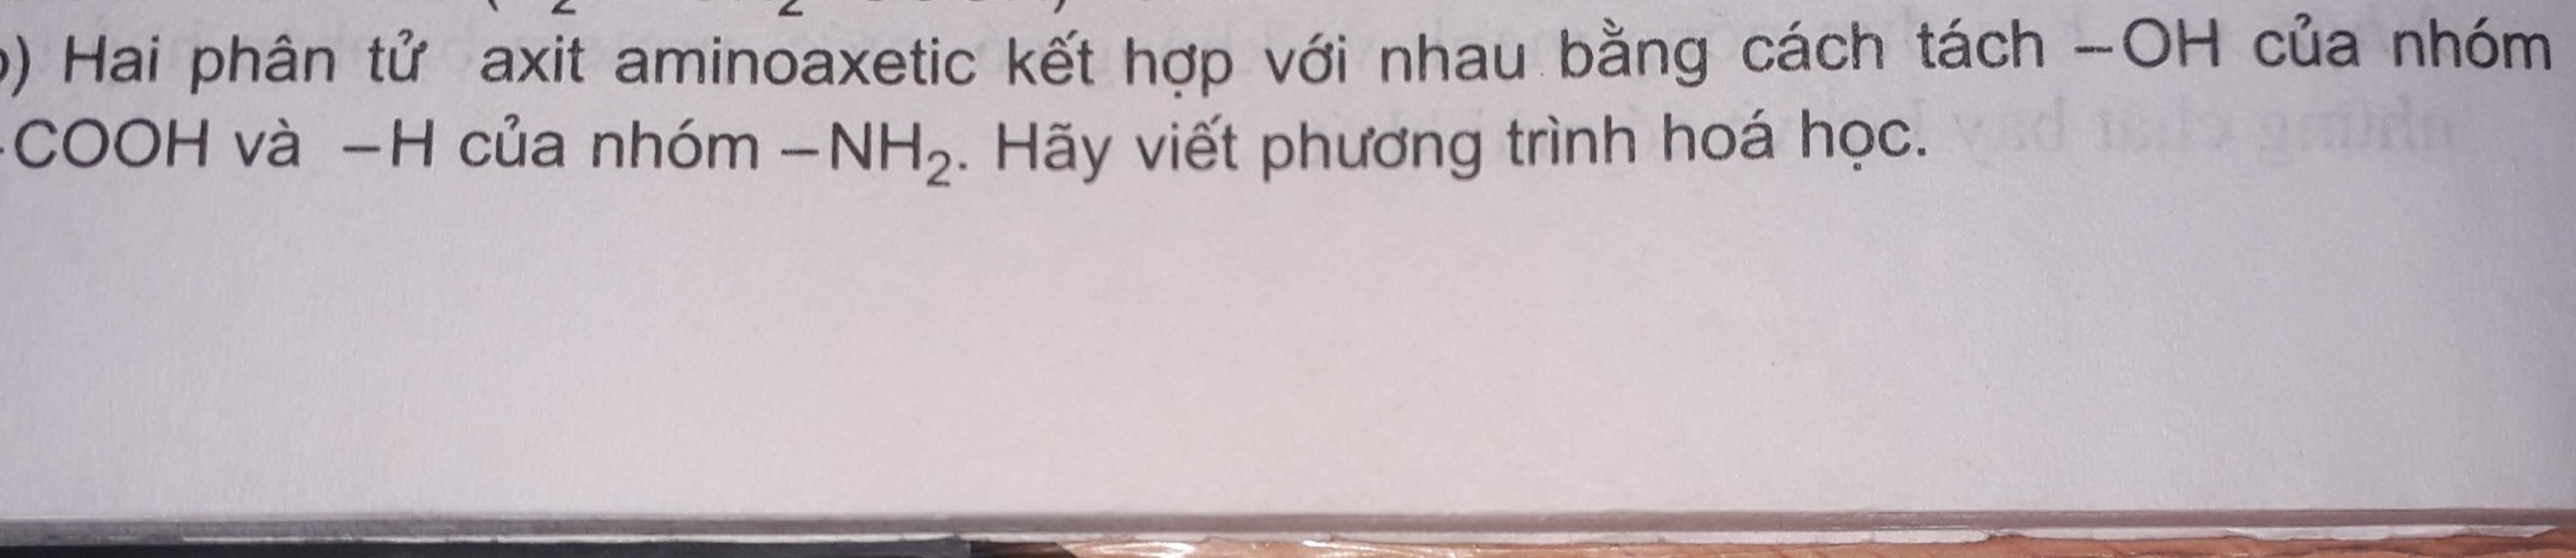 ) Hai phân tử axit aminoaxetic kết hợp với nhau bằng cách tách –OH của nhóm
-COOH và –H của nhóm –NH₂. Hãy viết phương trình hoá học.